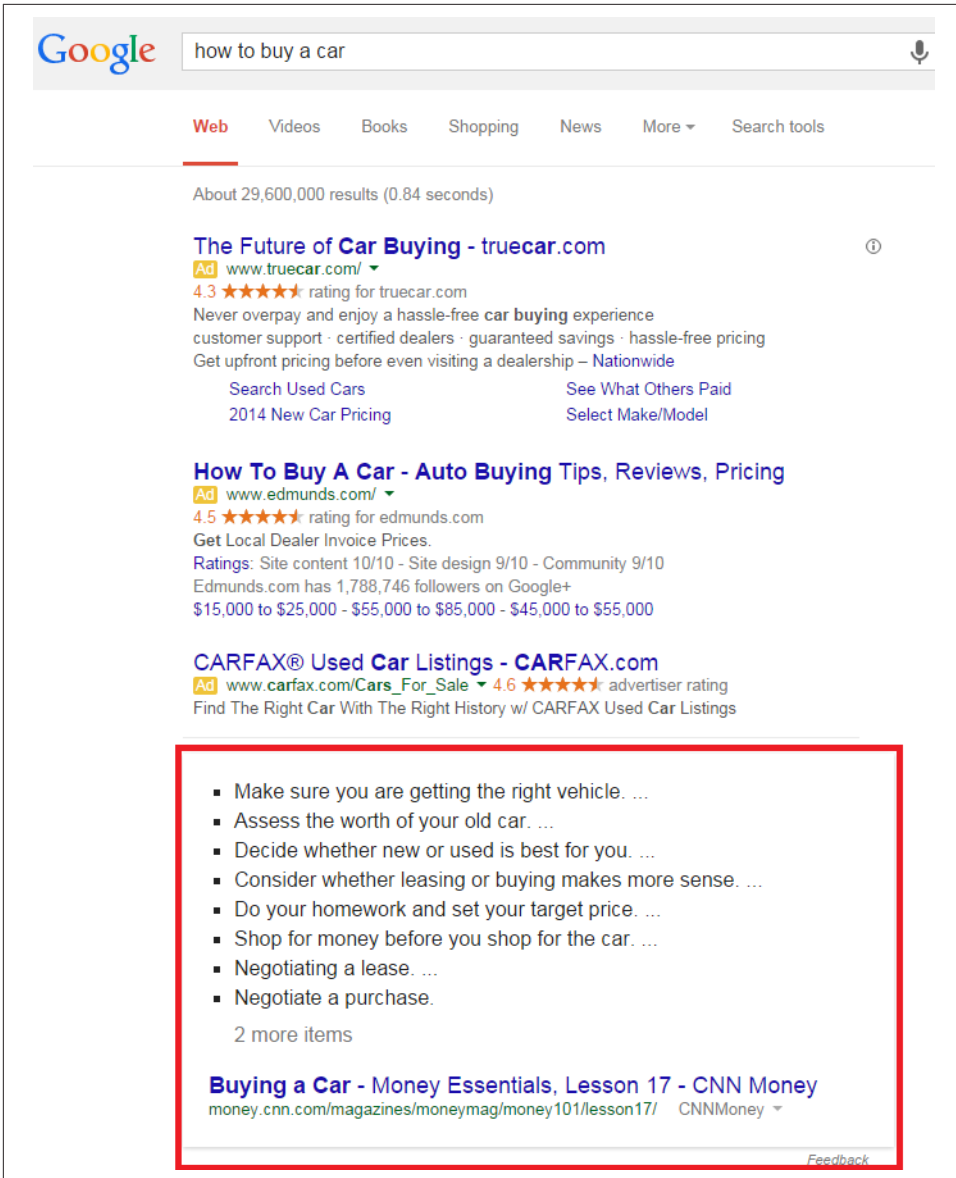 Google how to buy a car
Web Videos Books Shopping News More Search tools
About 29,600,000 results (0.84 seconds)
The Future of Car Buying - truecar.com
Ad www.truecar.com/
4.3 ★★★★★ rating for truecar.com
Never overpay and enjoy a hassle-free car buying experience
customer support · certified dealers · guaranteed savings · hassle-free pricing
Get upfront pricing before even visiting a dealership – Nationwide
Search Used Cars See What Others Paid
2014 New Car Pricing Select Make/Model
How To Buy A Car - Auto Buying Tips, Reviews, Pricing
Ad www.edmunds.com/
4.5 ★★★★★ rating for edmunds.com
Get Local Dealer Invoice Prices.
Ratings: Site content 10/10 - Site design 9/10 - Community 9/10
Edmunds.com has 1,788,746 followers on Google+
$15,000 to $25,000 - $55,000 to $85,000 - $45,000 to $55,000
CARFAX® Used Car Listings - CARFAX.com
Ad www.carfax.com/Cars_For_Sale 4.6 ★★★★★ advertiser rating
Find The Right Car With The Right History w/ CARFAX Used Car Listings
▪ Make sure you are getting the right vehicle. ...
▪ Assess the worth of your old car. ...
▪ Decide whether new or used is best for you. ...
▪ Consider whether leasing or buying makes more sense. ...
▪ Do your homework and set your target price. ...
▪ Shop for money before you shop for the car. ...
▪ Negotiating a lease. ...
▪ Negotiate a purchase.
2 more items
Buying a Car - Money Essentials, Lesson 17 - CNN Money
money.cnn.com/magazines/moneymag/money101/lesson17/ CNNMoney
Feedback